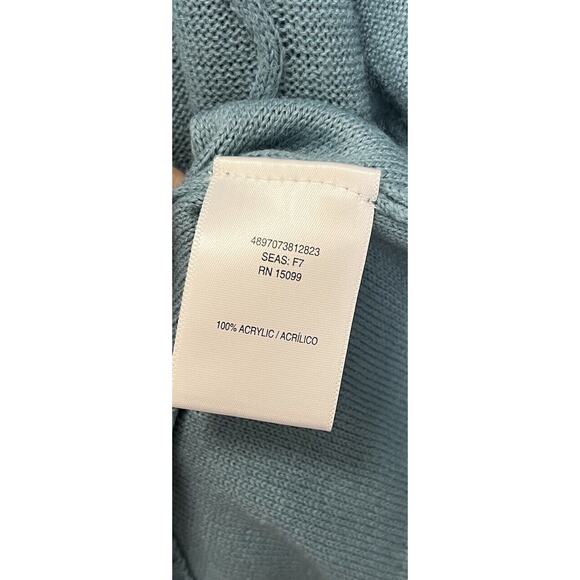 4897073812823
SEAS: F7
RN 15099
100% ACRYLIC / ACRÍLICO